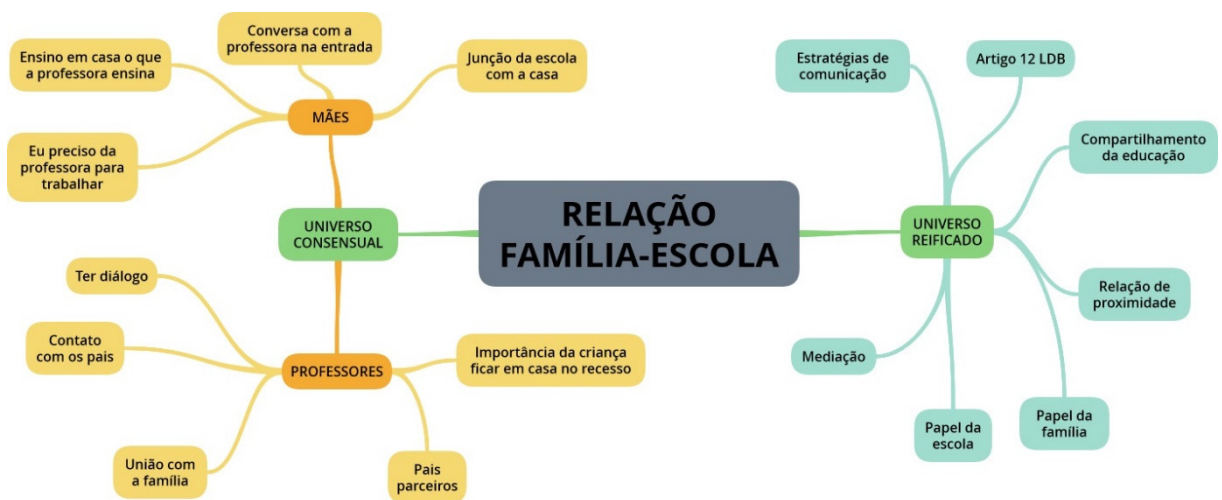 Conversa com a
professora na entrada
Ensino em casa o que
a professora ensina
Junção da escola
com a casa
MÃES
Eu preciso da
professora para
trabalhar
UNIVERSO
CONSENSUAL
Ter diálogo
Contato
com os pais
PROFESSORES
Importância da criança
ficar em casa no recesso
União com
a família
Pais
parceiros
RELAÇÃO
FAMÍLIA-ESCOLA
Estratégias de
comunicação
Artigo 12 LDB
Compartilhamento
da educação
UNIVERSO
REIFICADO
Relação de
proximidade
Mediação
Papel da
escola
Papel da
família